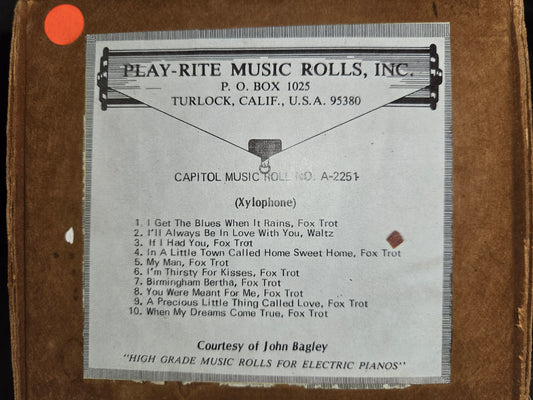 PLAY-RITE MUSIC ROLLS, INC.
P. O. BOX 1025
TURLOCK, CALIF., U.S.A. 95380
CAPITOL MUSIC ROLL NO. A-2251
(Xylophone)
1. I Get The Blues When It Rains, Fox Trot
2. I'll Always Be In Love With You, Waltz
3. If I Had You, Fox Trot
4. In A Little Town Called Home Sweet Home, Fox Trot
5. My Man, Fox Trot
6. I'm Thirsty For Kisses, Fox Trot
7. Birmingham Bertha, Fox Trot
8. You Were Meant For Me, Fox Trot
9. A Precious Little Thing Called Love, Fox Trot
10. When My Dreams Come True, Fox Trot
Courtesy of John Bagley
"HIGH GRADE MUSIC ROLLS FOR ELECTRIC PIANOS"